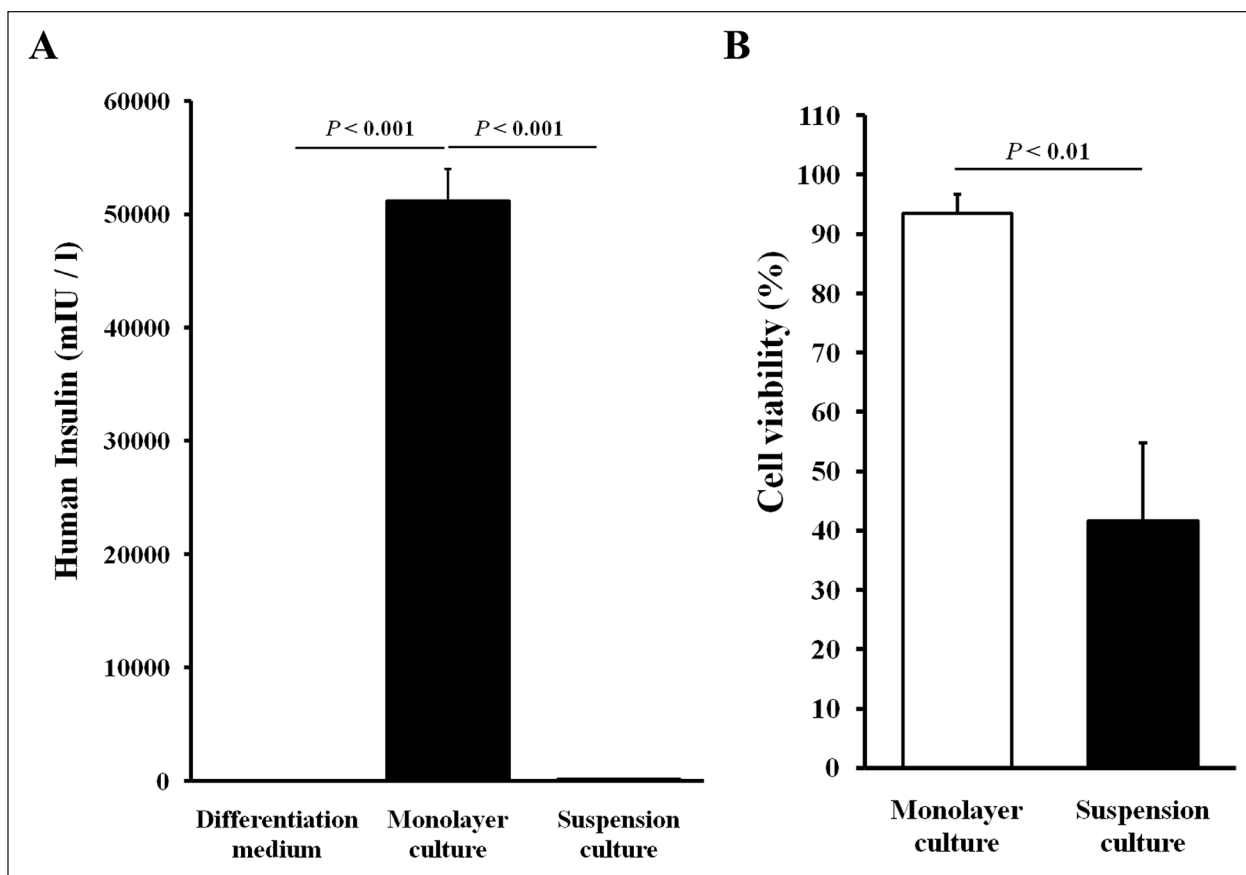 A
Human Insulin (mIU / l)
60000
50000
40000
30000
20000
10000
0
P < 0.001
P < 0.001
Differentiation
medium
Monolayer
culture
Suspension
culture
B
Cell viability (%)
110
100
90
80
70
60
50
40
30
20
10
0
P < 0.01
Monolayer
culture
Suspension
culture